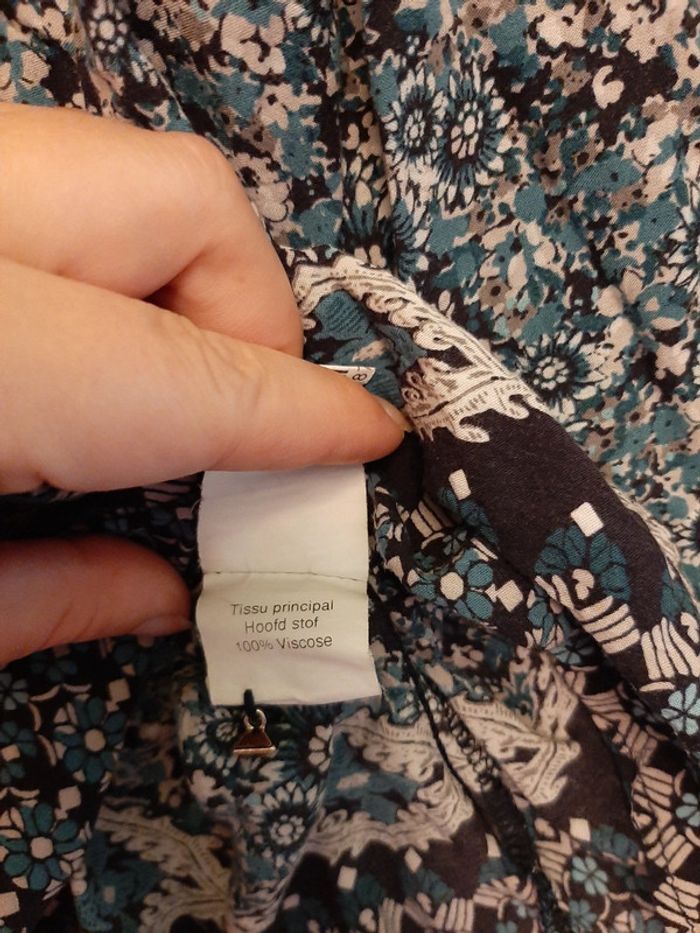 Tissu principal
Hoofd stof
100% Viscose